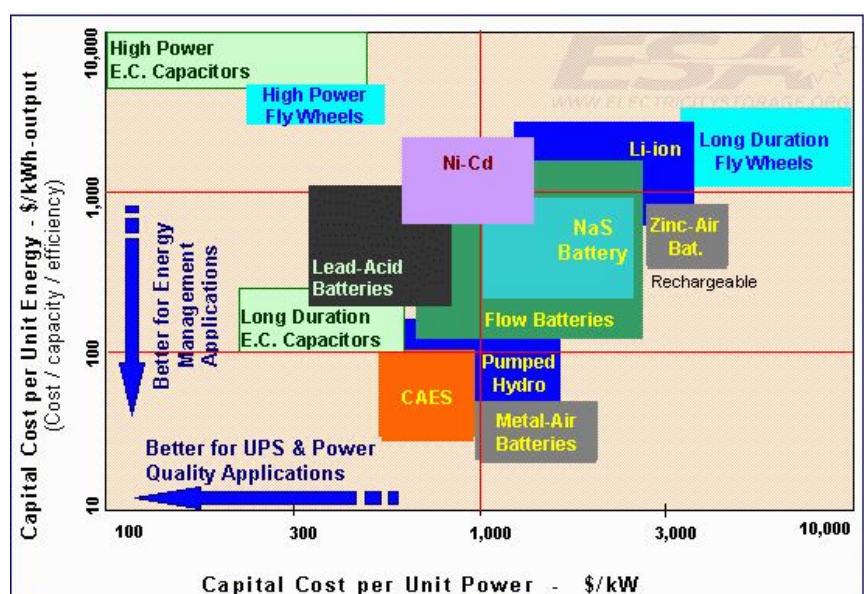 Capital Cost per Unit Energy - $/kWh-output
(Cost / capacity / efficiency)
10,000
1,000
100
10
High Power
E.C. Capacitors
High Power
Fly Wheels
ESA
WWW.ELECTRICITYSTORAGE.ORG
Ni-Cd
Li-ion
Long Duration
Fly Wheels
Lead-Acid
Batteries
NaS
Battery
Zinc-Air
Bat.
Rechargeable
Long Duration
E.C. Capacitors
Flow Batteries
Better for Energy
Management
Applications
CAES
Pumped
Hydro
Metal-Air
Batteries
Better for UPS & Power
Quality Applications
100
300
1,000
3,000
10,000
Capital Cost per Unit Power - $/kW